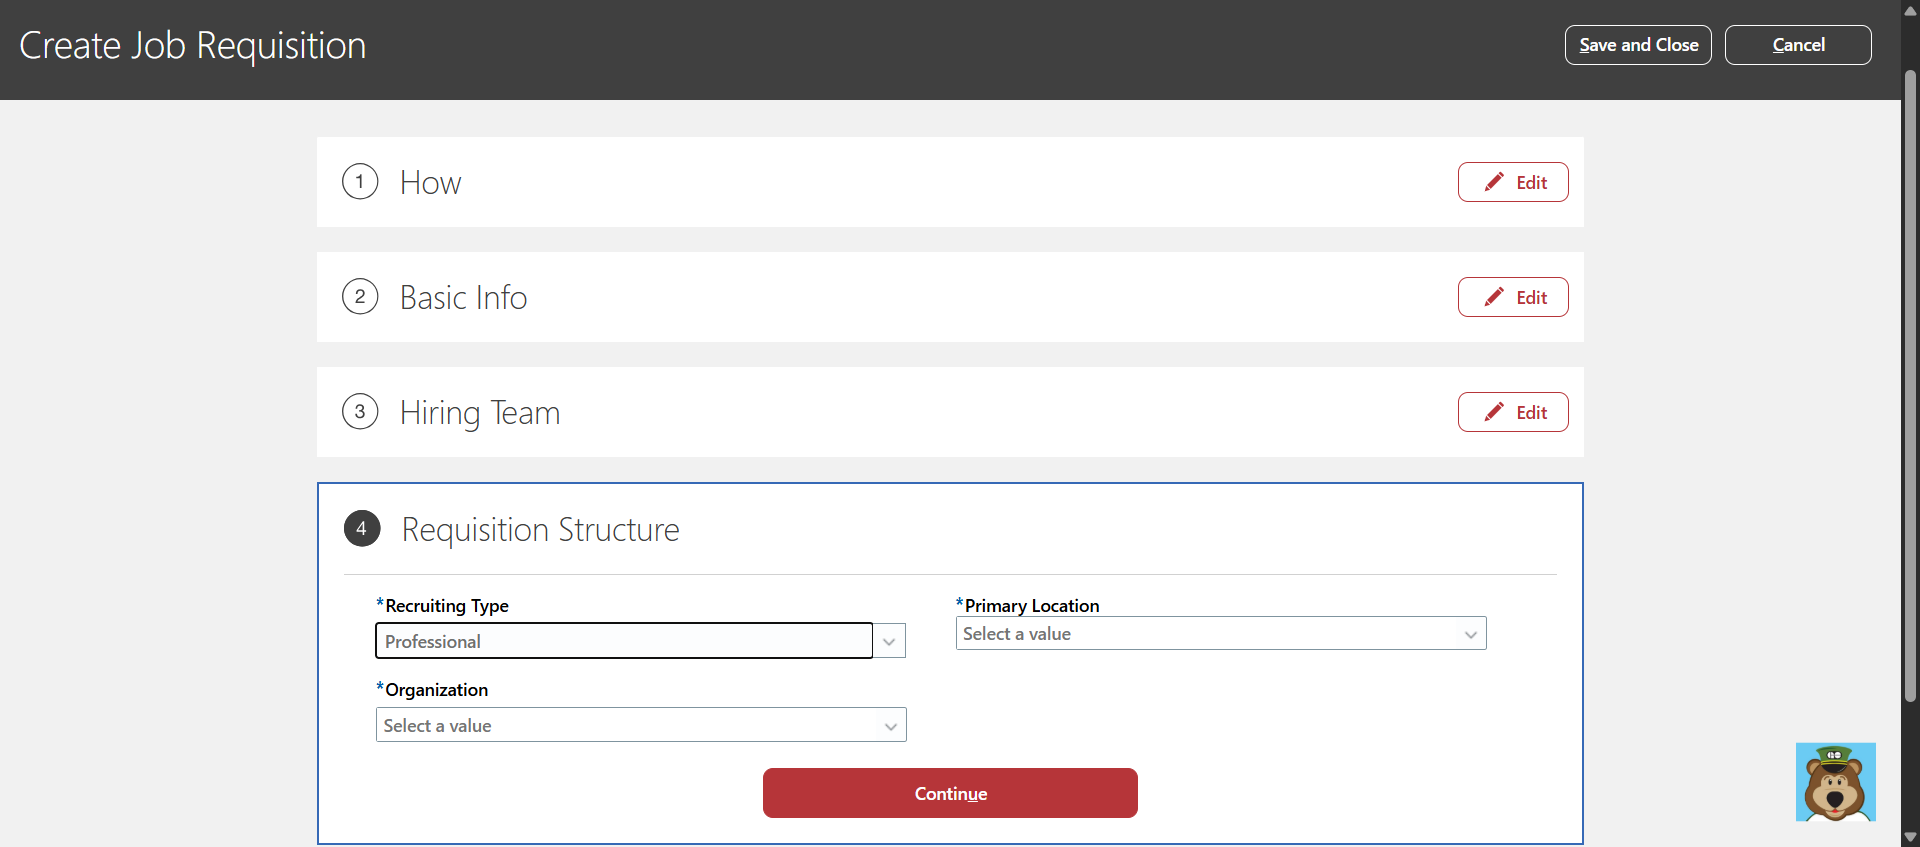 Create Job Requisition
Save and Close
Cancel
1
How
Edit
2
Basic Info
Edit
3
Hiring Team
Edit
4
Requisition Structure
*Recruiting Type
Professional
*Primary Location
Select a value
*Organization
Select a value
Continue